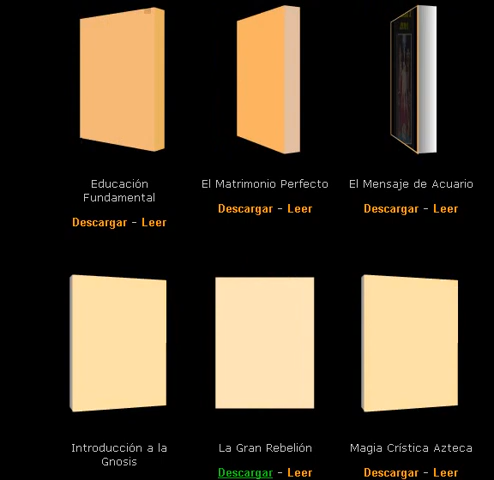 Educación
Fundamental
Descargar - Leer
El Matrimonio Perfecto
Descargar - Leer
El Mensaje de Acuario
Descargar - Leer
Introducción a la
Gnosis
La Gran Rebelión
Descargar - Leer
Magia Crística Azteca
Descargar - Leer